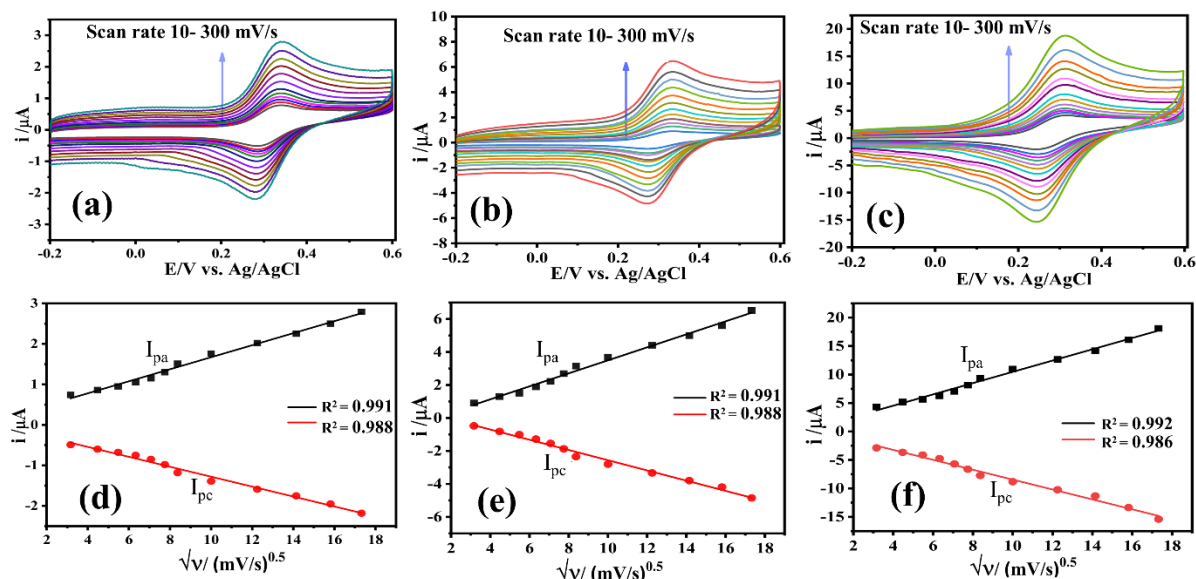 Scan rate 10- 300 mV/s
3
2
1
0
-1
-2
-3
i /µA
(a)
-0.2 0.0 0.2 0.4 0.6
E/V vs. Ag/AgCl
Scan rate 10- 300 mV/s
8
6
4
2
0
-2
-4
-6
-8
i /µA
(b)
-0.2 0.0 0.2 0.4 0.6
E/V vs. Ag/AgCl
Scan rate 10-300 mV/s
20
15
10
5
0
-5
-10
-15
-20
i /µA
(c)
-0.2 0.0 0.2 0.4 0.6
E/V vs. Ag/AgCl
3
2
1
0
-1
-2
i /µA
Ipa
R² = 0.991
R² = 0.988
Ipc
(d)
2 4 6 8 10 12 14 16 18
√ν/ (mV/s)^0.5
6
4
2
0
-2
-4
-6
i /µA
Ipa
R² = 0.991
R² = 0.988
Ipc
(e)
2 4 6 8 10 12 14 16 18
√ν/ (mV/s)^0.5
20
15
10
5
0
-5
-10
-15
i /µA
Ipa
R² = 0.992
R² = 0.986
Ipc
(f)
2 4 6 8 10 12 14 16 18
√ν/ (mV/s)^0.5